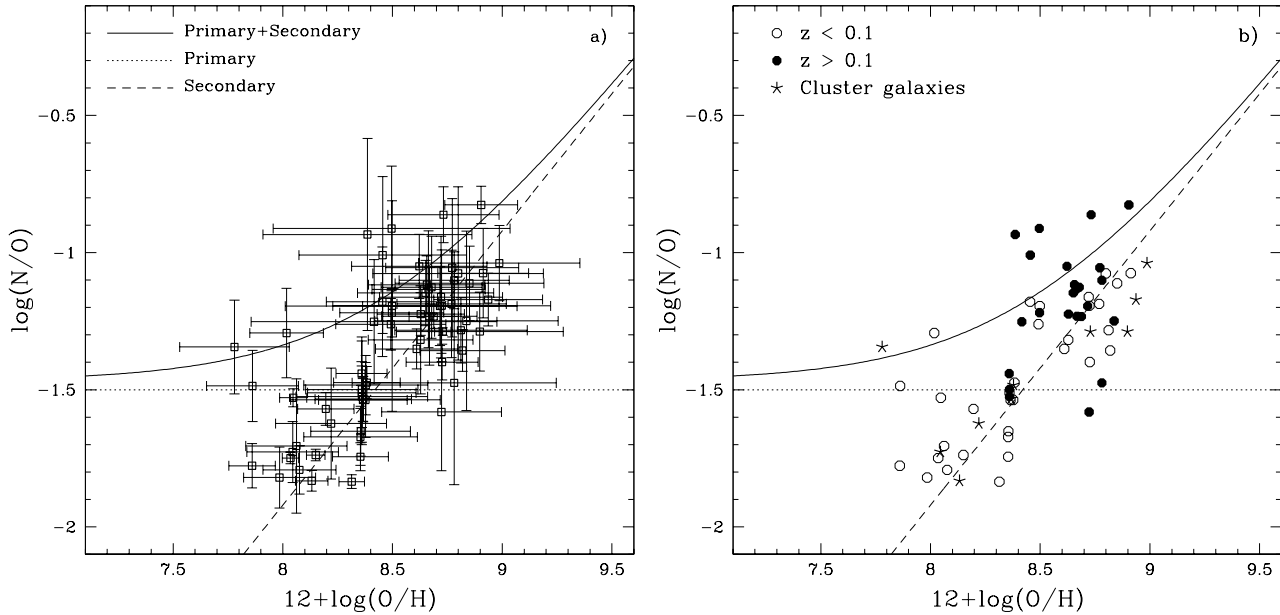 Primary+Secondary
Primary
Secondary
a)
-0.5
-1
-1.5
-2
log(N/O)
7.5 8 8.5 9 9.5
12+log(O/H)
z < 0.1
z > 0.1
Cluster galaxies
b)
-0.5
-1
-1.5
-2
log(N/O)
7.5 8 8.5 9 9.5
12+log(O/H)